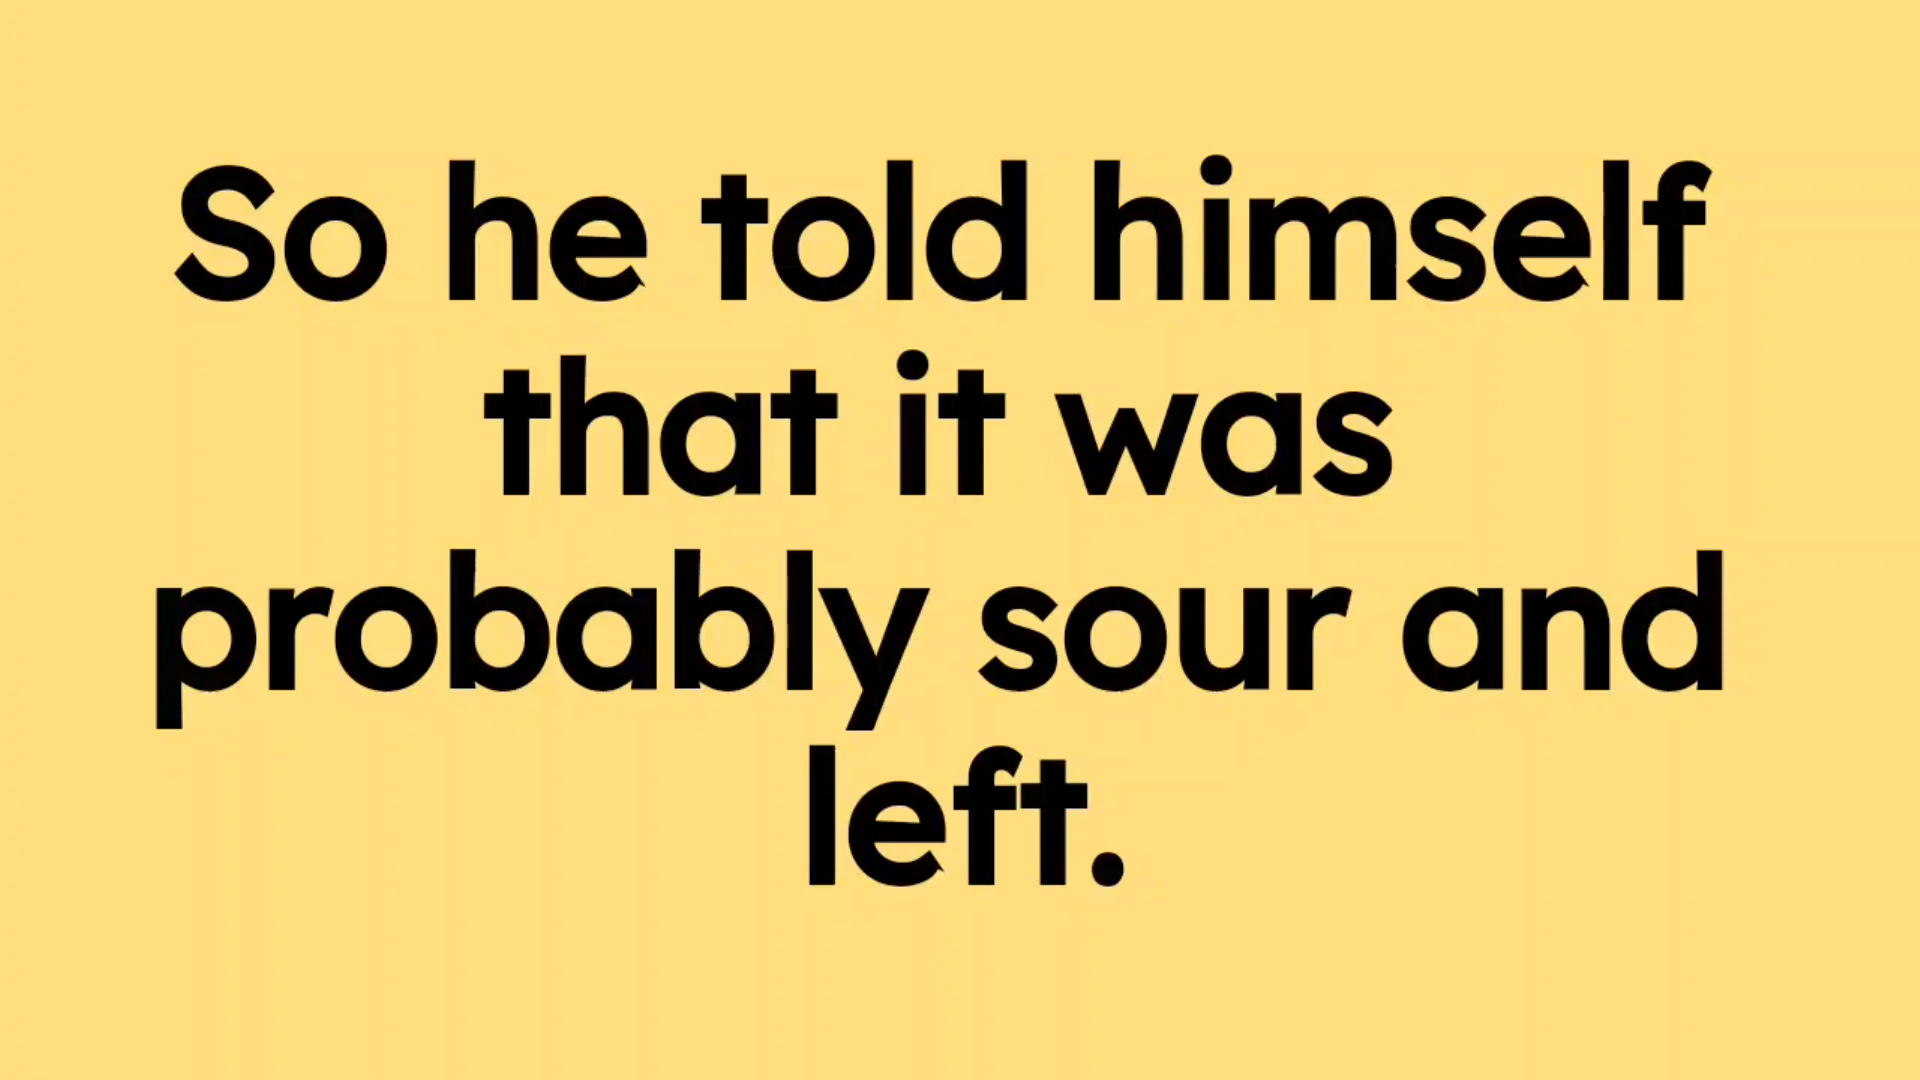 So he told himself
that it was
probably sour and
left.